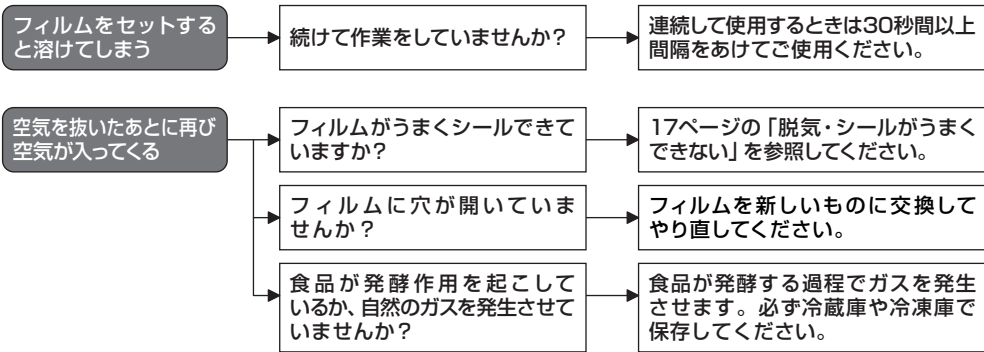 フィルムをセットする
と溶けてしまう
続けて作業をしていませんか？
連続して使用するときは30秒間以上
間隔をあけてご使用ください。
空気を抜いたあとに再び
空気が入ってくる
フィルムがうまくシールできて
いますか？
17ページの「脱気・シールがうまく
できない」を参照してください。
フィルムに穴が開いていま
せんか？
フィルムを新しいものに交換して
やり直してください。
食品が発酵作用を起こして
いるか、自然のガスを発生させて
いませんか？
食品が発酵する過程でガスを発生
させます。必ず冷蔵庫や冷凍庫で
保存してください。